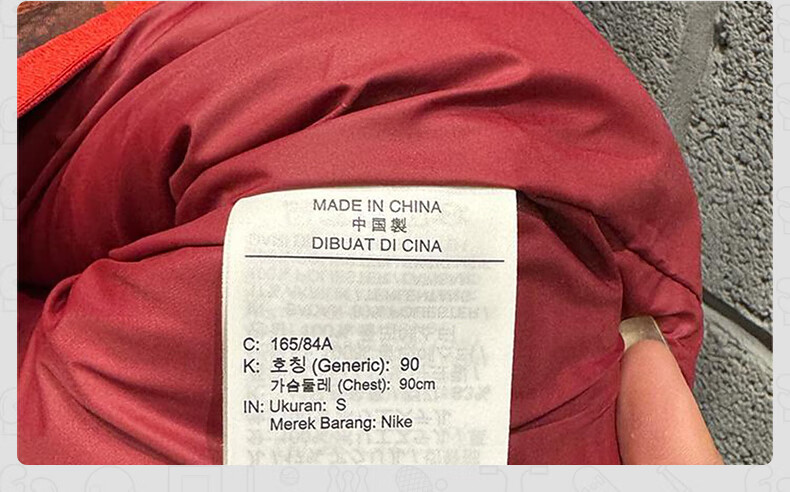 MADE IN CHINA
中国製
DIBUAT DI CINA
C: 165/84A
K: 호칭 (Generic): 90
가슴둘레 (Chest): 90cm
IN: Ukuran: S
Merek Barang: Nike